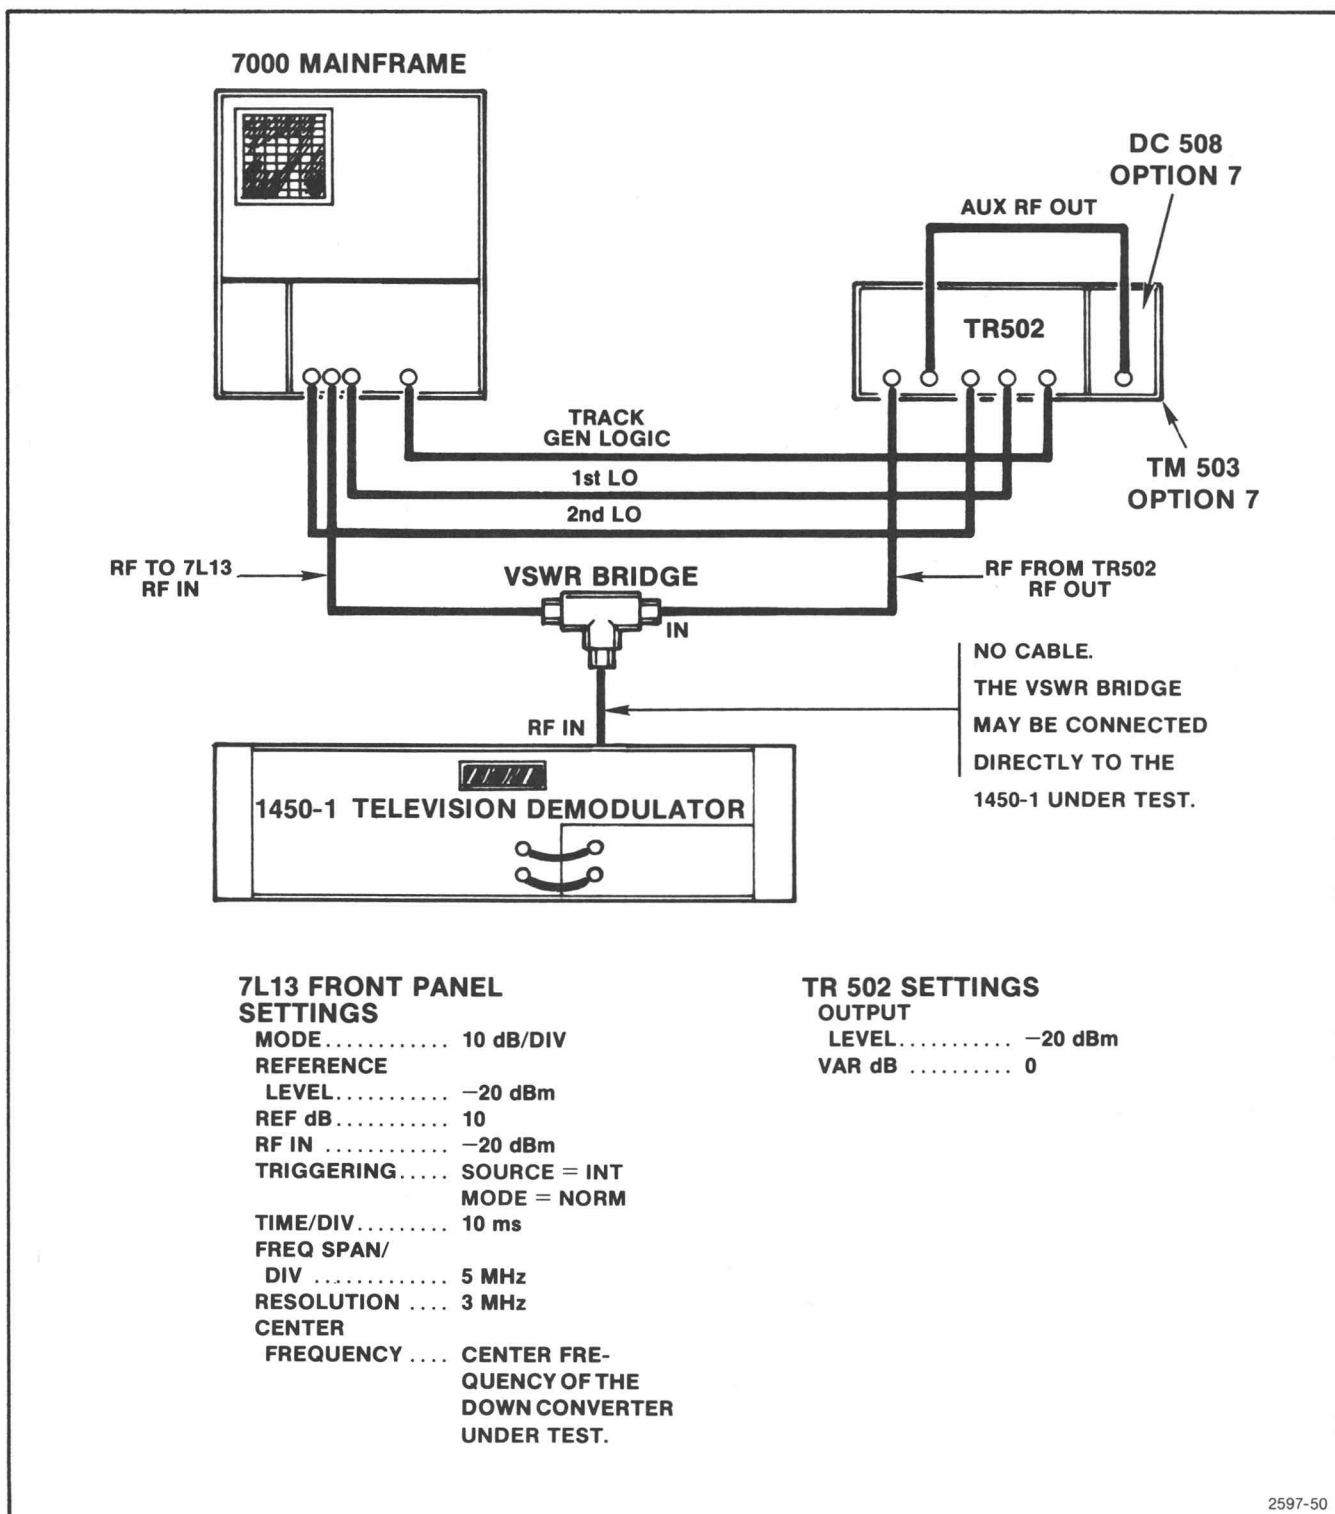 7000 MAINFRAME
DC 508
OPTION 7
AUX RF OUT
TR502
TRACK
GEN LOGIC
1st LO
2nd LO
TM 503
OPTION 7
RF TO 7L13
RF IN
VSWR BRIDGE
IN
RF FROM TR502
RF OUT
NO CABLE.
THE VSWR BRIDGE
MAY BE CONNECTED
DIRECTLY TO THE
1450-1 UNDER TEST.
RF IN
1450-1 TELEVISION DEMODULATOR
7L13 FRONT PANEL
SETTINGS
MODE............ 10 dB/DIV
REFERENCE
LEVEL........... −20 dBm
REF dB........... 10
RF IN ............ −20 dBm
TRIGGERING..... SOURCE = INT
MODE = NORM
TIME/DIV......... 10 ms
FREQ SPAN/
DIV ............. 5 MHz
RESOLUTION .... 3 MHz
CENTER
FREQUENCY .... CENTER FRE-
QUENCY OF THE
DOWN CONVERTER
UNDER TEST.
TR 502 SETTINGS
OUTPUT
LEVEL........... −20 dBm
VAR dB .......... 0
2597-50